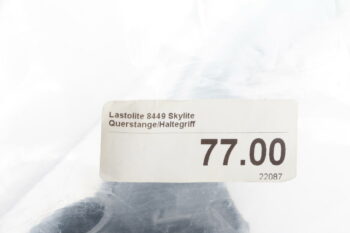 Lastolite 8449 Skylite
Querstange/Haltegriff
77.00
22087